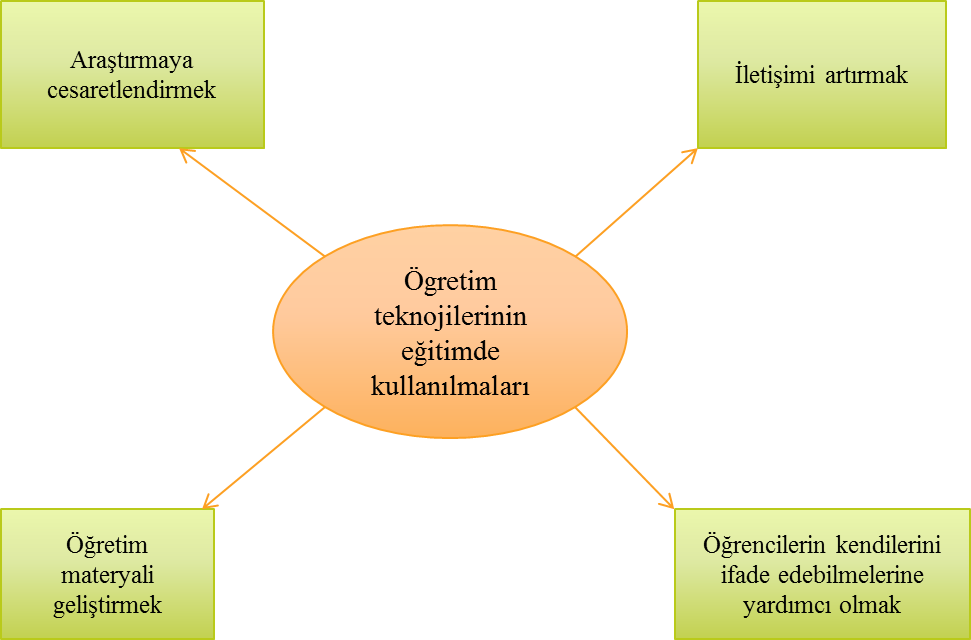 Araştırmaya
cesaretlendirmek
İletişimi artırmak
Ögretim
teknojilerinin
eğitimde
kullanılmaları
Öğretim
materyali
geliştirmek
Öğrencilerin kendilerini
ifade edebilmelerine
yardımcı olmak